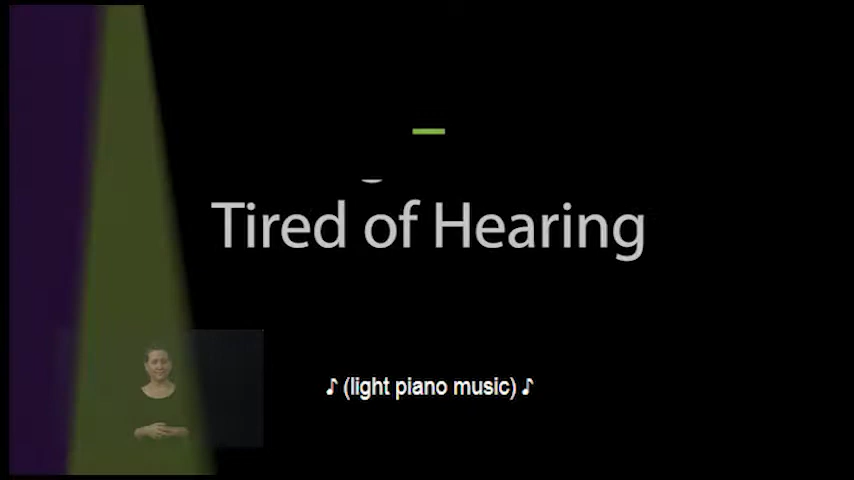 Tired of Hearing
♪ (light piano music) ♪